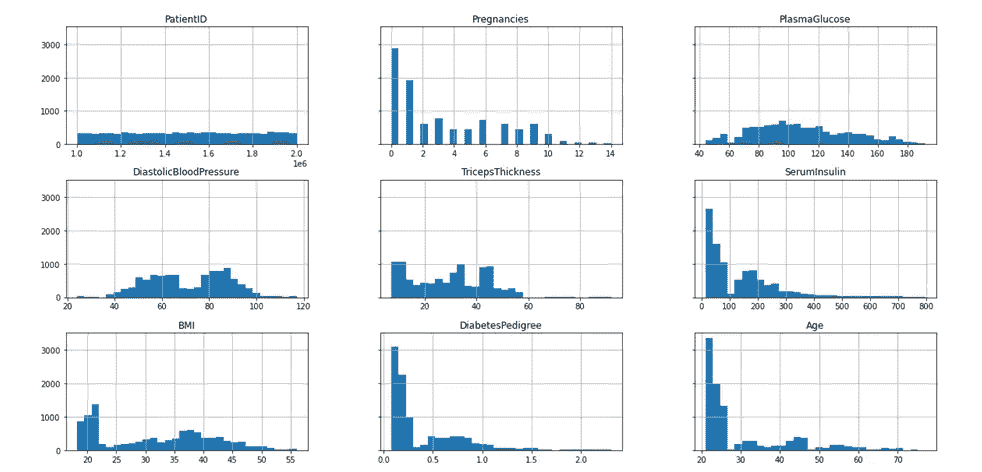 PatientID
Pregnancies
PlasmaGlucose
3000
2000
1000
0
1.0 1.2 1.4 1.6 1.8 2.0
1e6
0 2 4 6 8 10 12 14
40 60 80 100 120 140 160 180
DiastolicBloodPressure
TricepsThickness
SerumInsulin
3000
2000
1000
0
20 40 60 80 100 120
20 40 60 80
0 100 200 300 400 500 600 700 800
BMI
DiabetesPedigree
Age
3000
2000
1000
0
20 25 30 35 40 45 50 55
0.0 0.5 1.0 1.5 2.0
20 30 40 50 60 70